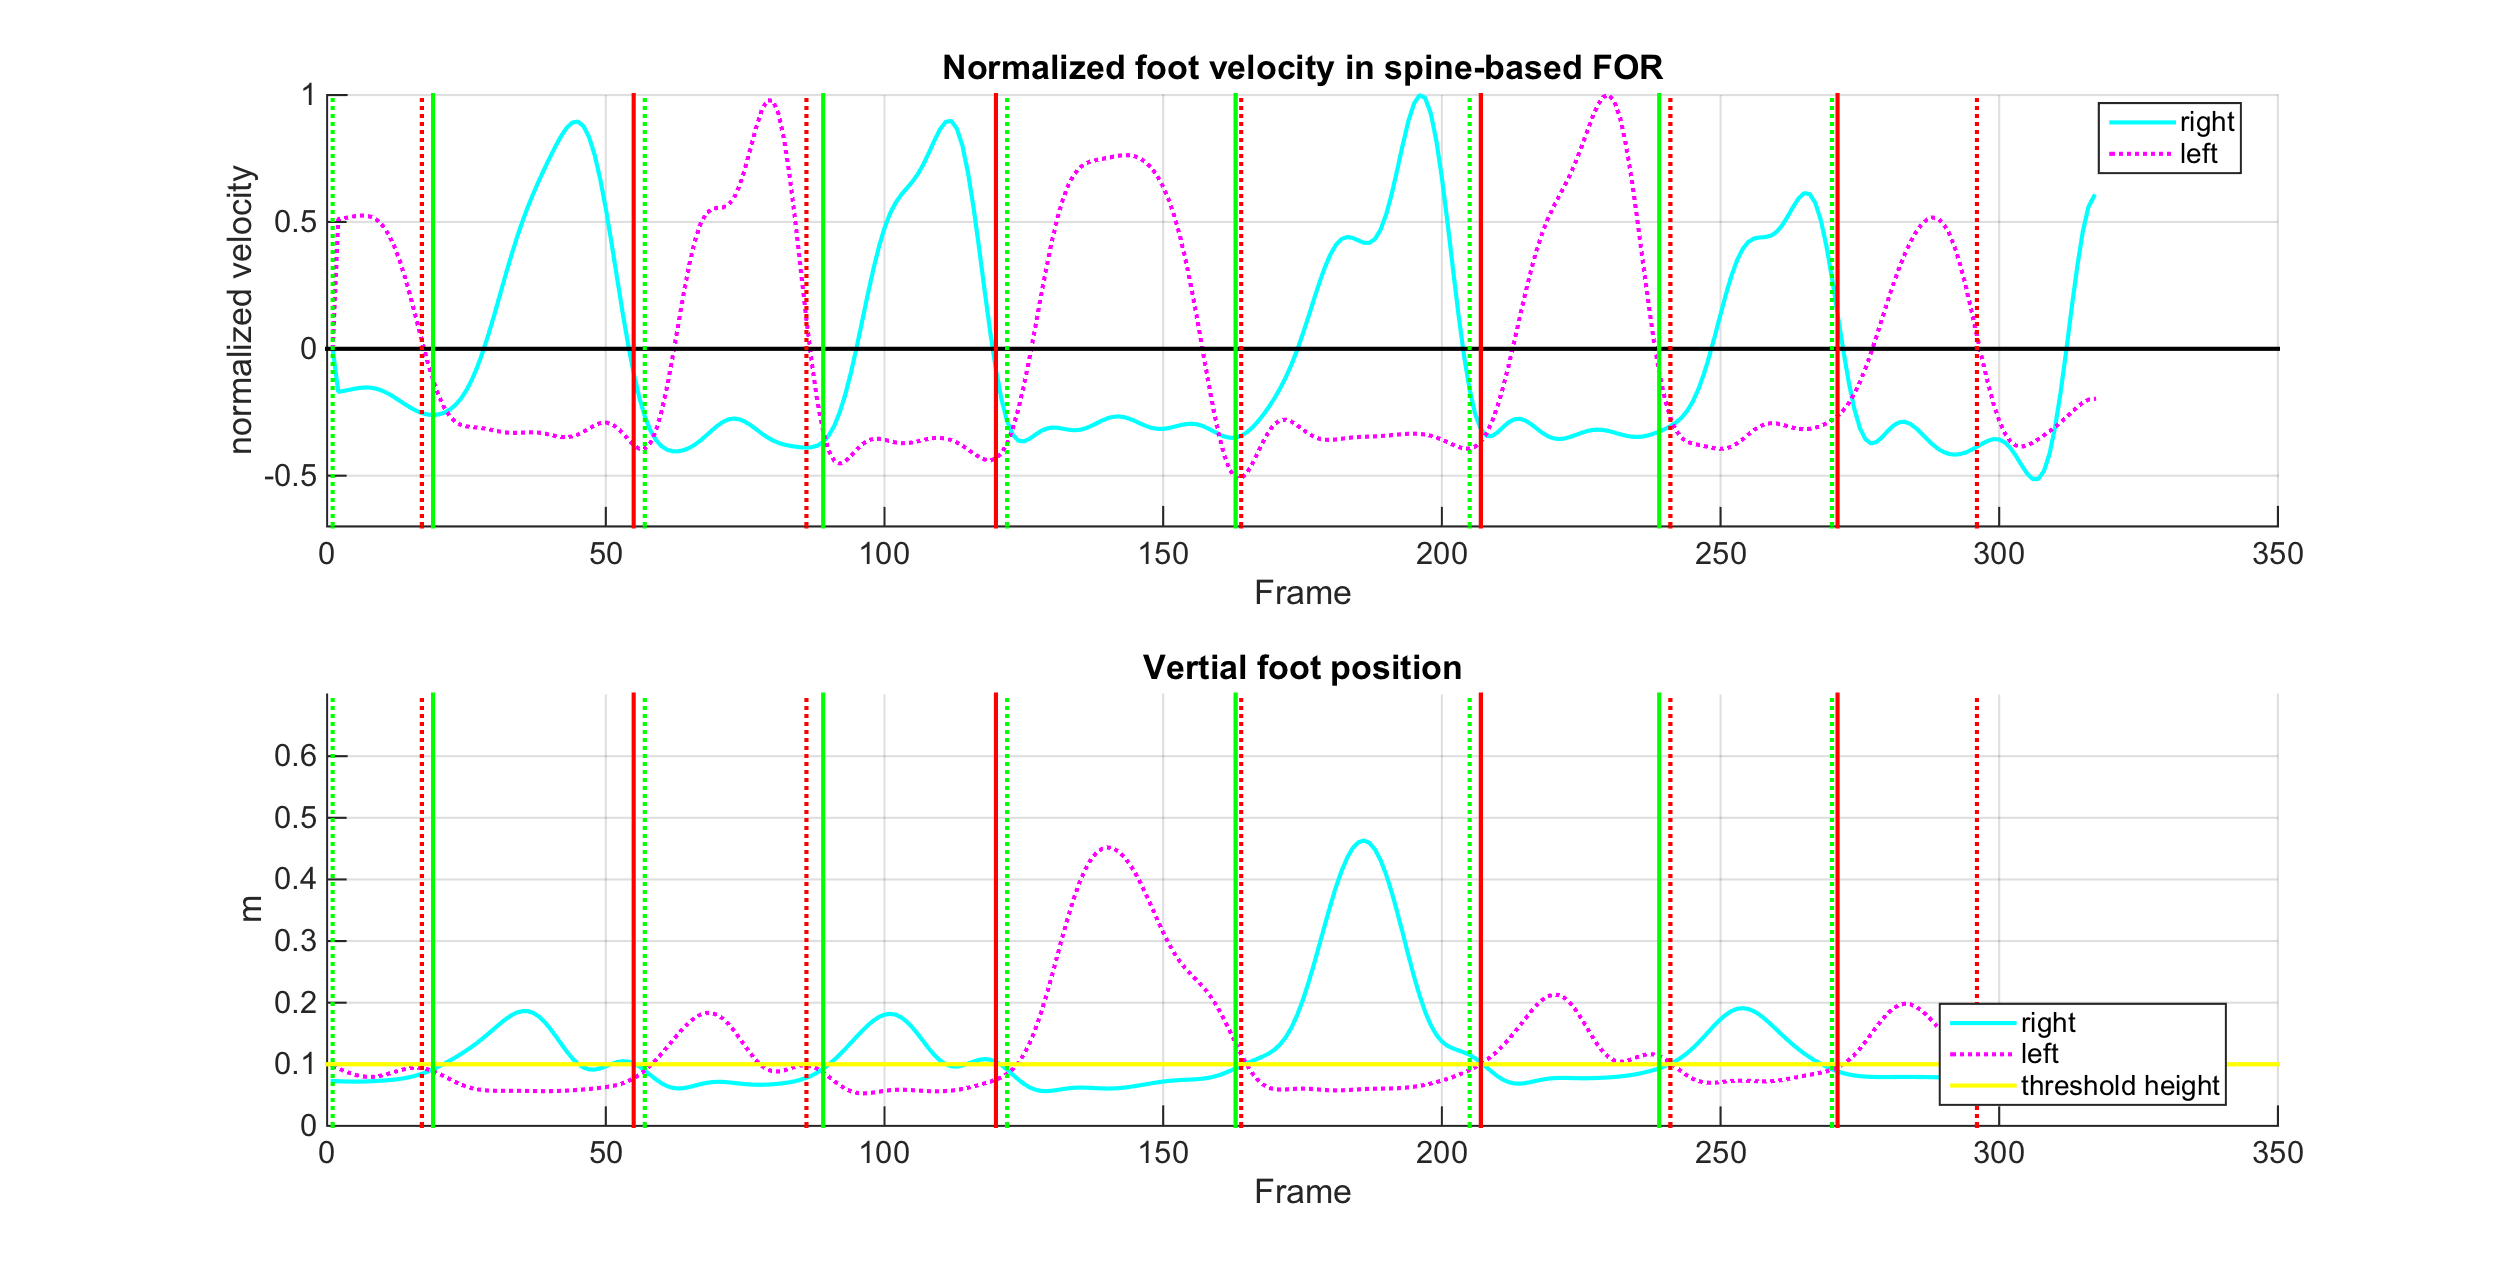 Normalized foot velocity in spine-based FOR
normalized velocity
1
0.5
0
-0.5
0 50 100 150 200 250 300 350
Frame
right
left
Vertial foot position
m
0.6
0.5
0.4
0.3
0.2
0.1
0
0 50 100 150 200 250 300 350
Frame
right
left
threshold height